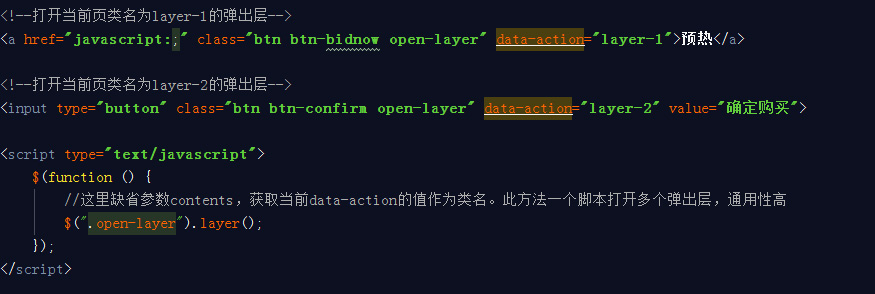 <!--打开当前页类名为layer-1的弹出层-->
<a href="javascript:;" class="btn btn-bidnow open-layer" data-action="layer-1">预热</a>
<!--打开当前页类名为layer-2的弹出层-->
<input type="button" class="btn btn-confirm open-layer" data-action="layer-2" value="确定购买">
<script type="text/javascript">
$(function () {
//这里缺省参数contents，获取当前data-action的值作为类名。此方法一个脚本打开多个弹出层，通用性高
$(".open-layer").layer();
});
</script>